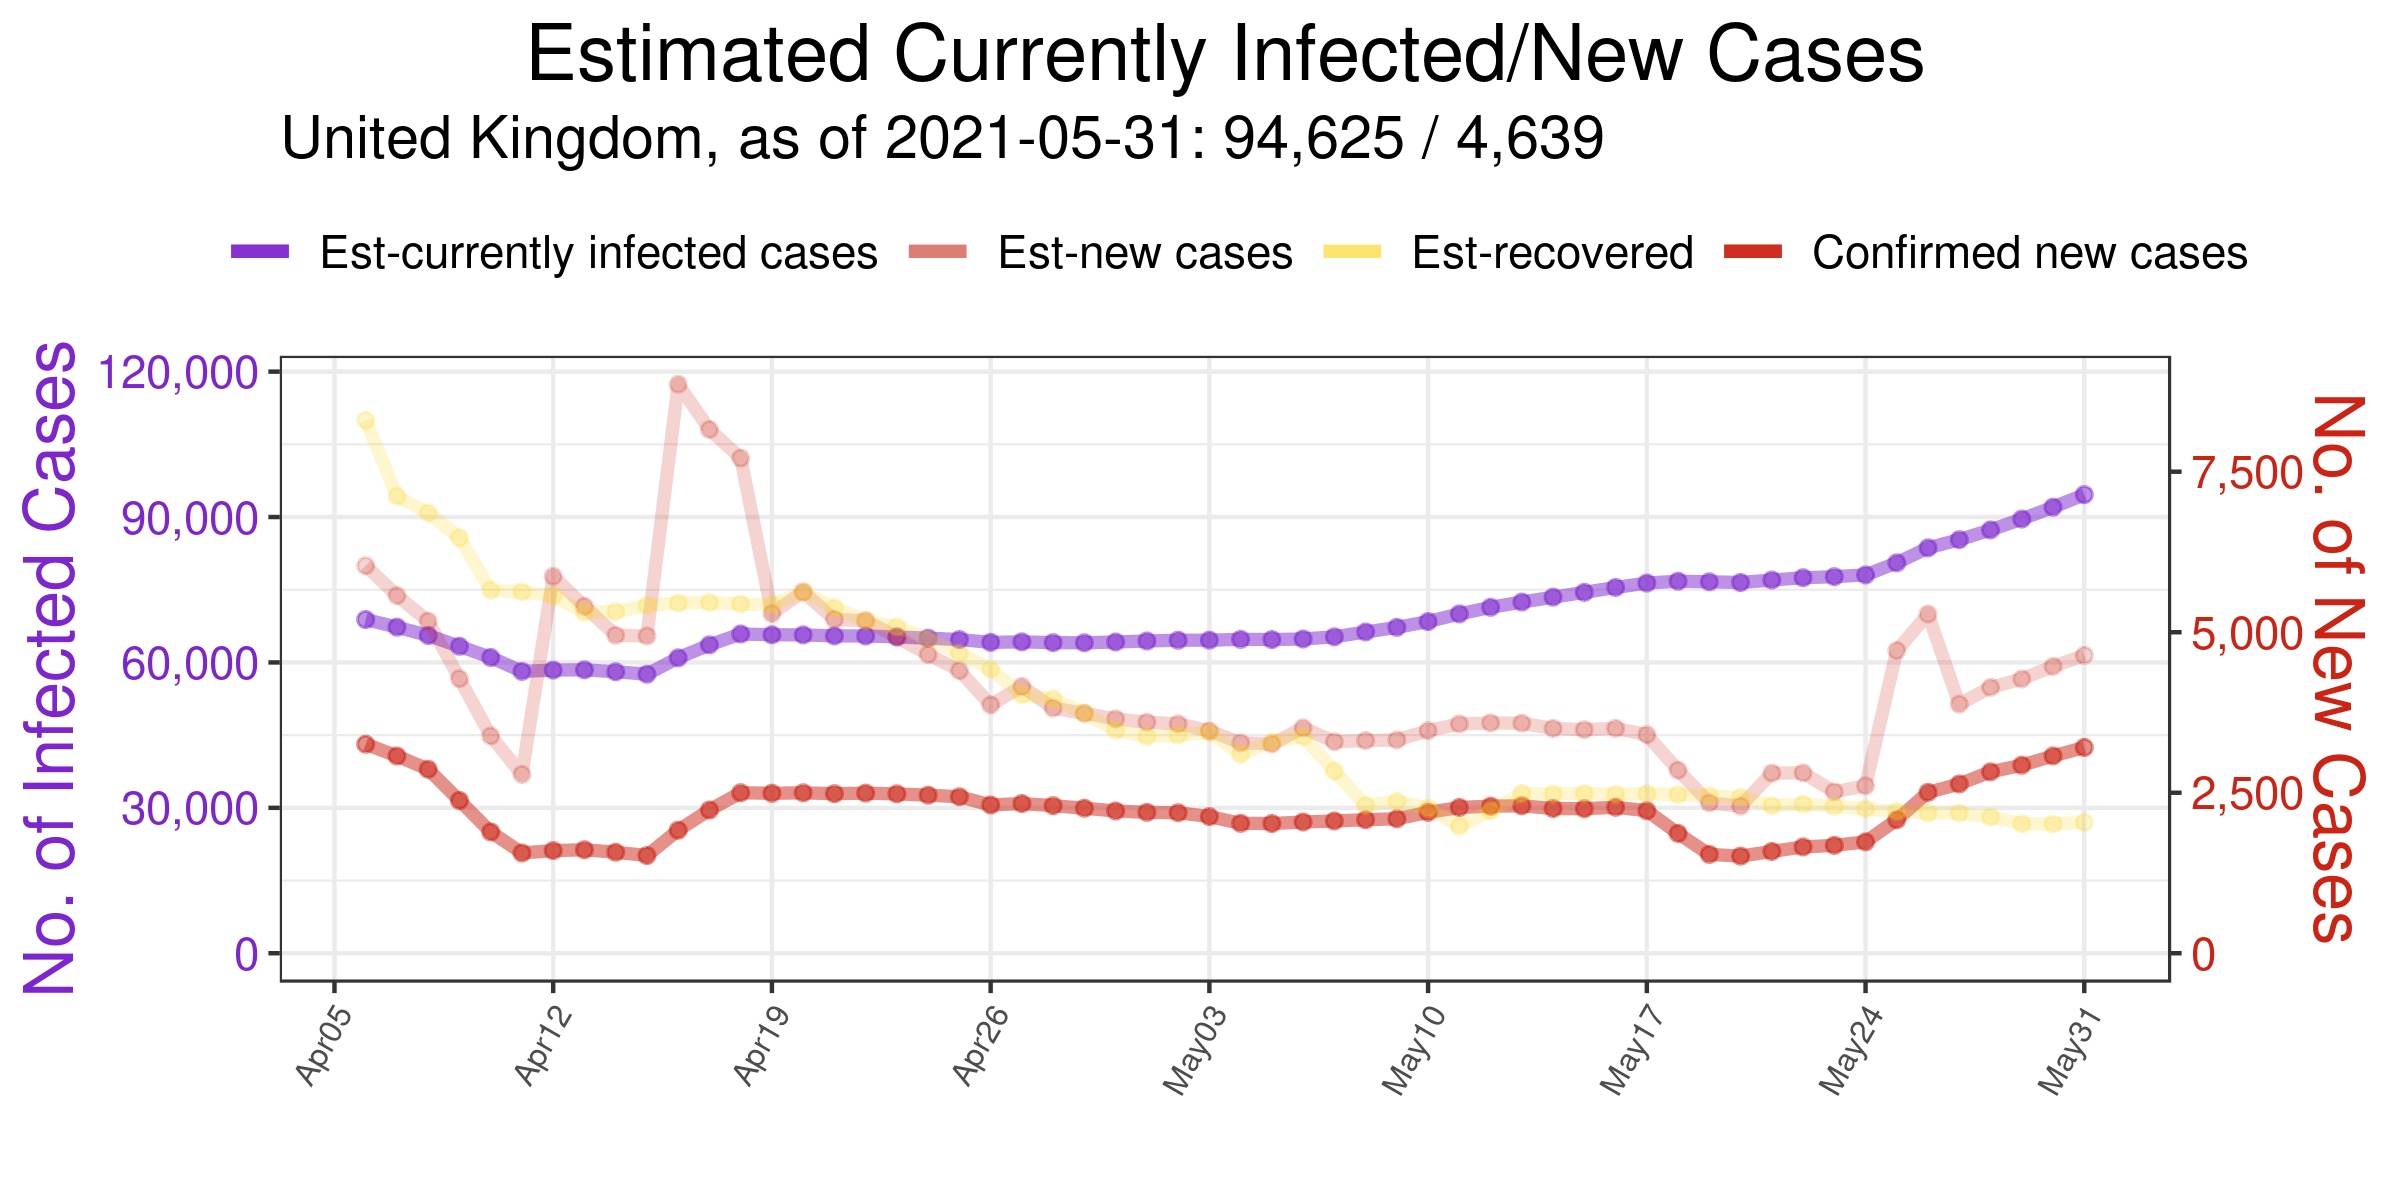 Estimated Currently Infected/New Cases
United Kingdom, as of 2021-05-31: 94,625 / 4,639
Est-currently infected cases Est-new cases Est-recovered Confirmed new cases
No. of Infected Cases
120,000
90,000
60,000
30,000
0
7,500
5,000
2,500
0
No. of New Cases
Apr05 Apr12 Apr19 Apr26 May03 May10 May17 May24 May31